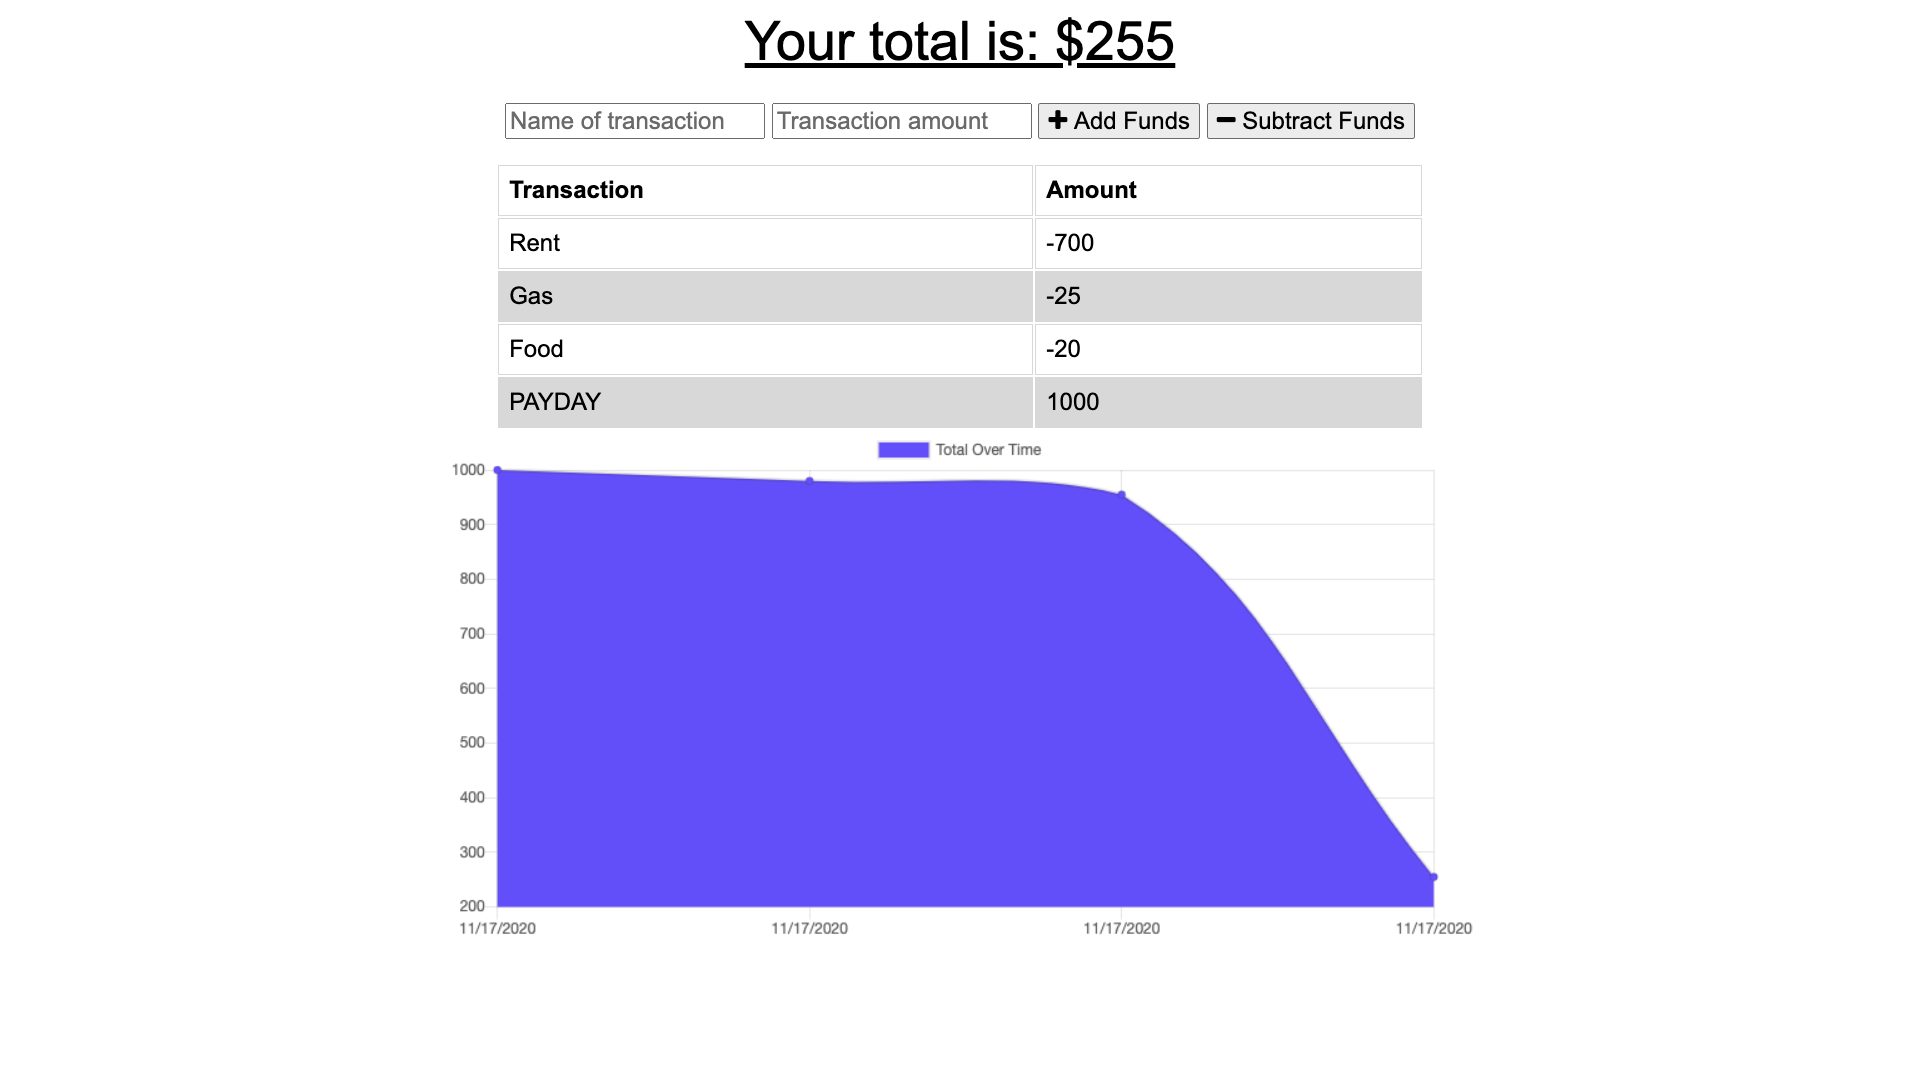 Your total is: $255
Name of transaction Transaction amount Add Funds Subtract Funds
Transaction Amount
Rent -700
Gas -25
Food -20
PAYDAY 1000
Total Over Time
1000
900
800
700
600
500
400
300
200
11/17/2020 11/17/2020 11/17/2020 11/17/2020